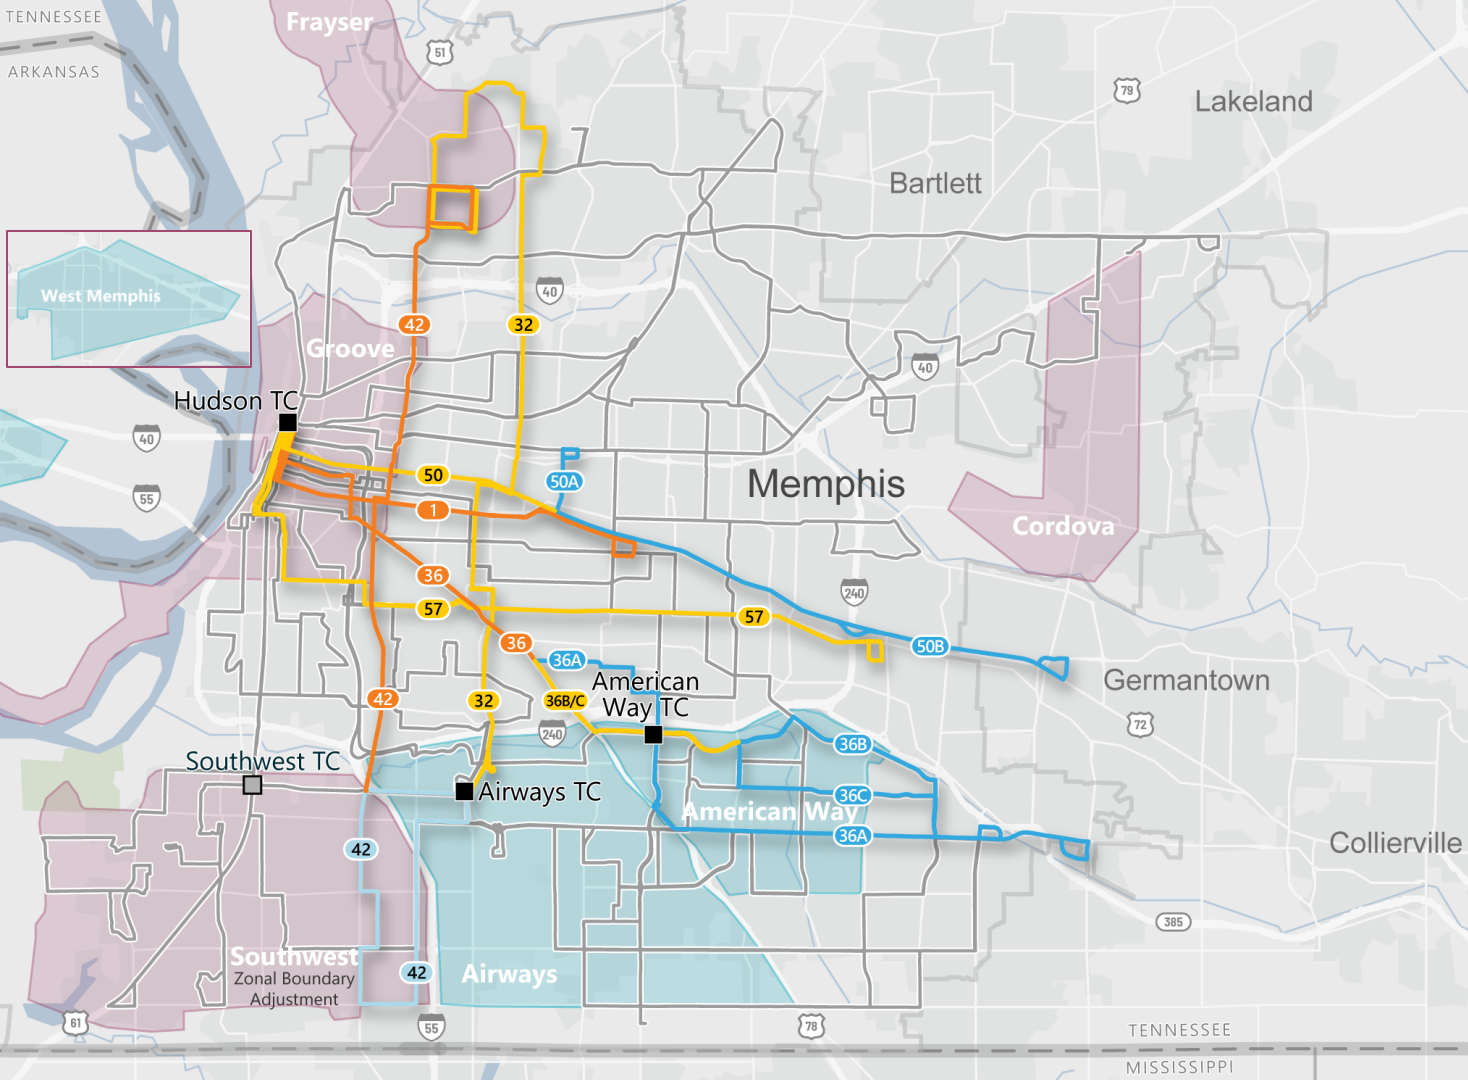 TENNESSEE
Frayser
51
ARKANSAS
79
Lakeland
Bartlett
West Memphis
40
42
32
Groove
40
Hudson TC
40
50
50A
Memphis
55
1
Cordova
36
240
57
57
36
50B
36A
American
Way TC
Germantown
42
32
36B/C
72
240
36B
Southwest TC
Airways TC
36C
American Way
36A
42
Collierville
385
Southwest
Zonal Boundary
Adjustment
42
Airways
61
55
78
TENNESSEE
MISSISSIPPI